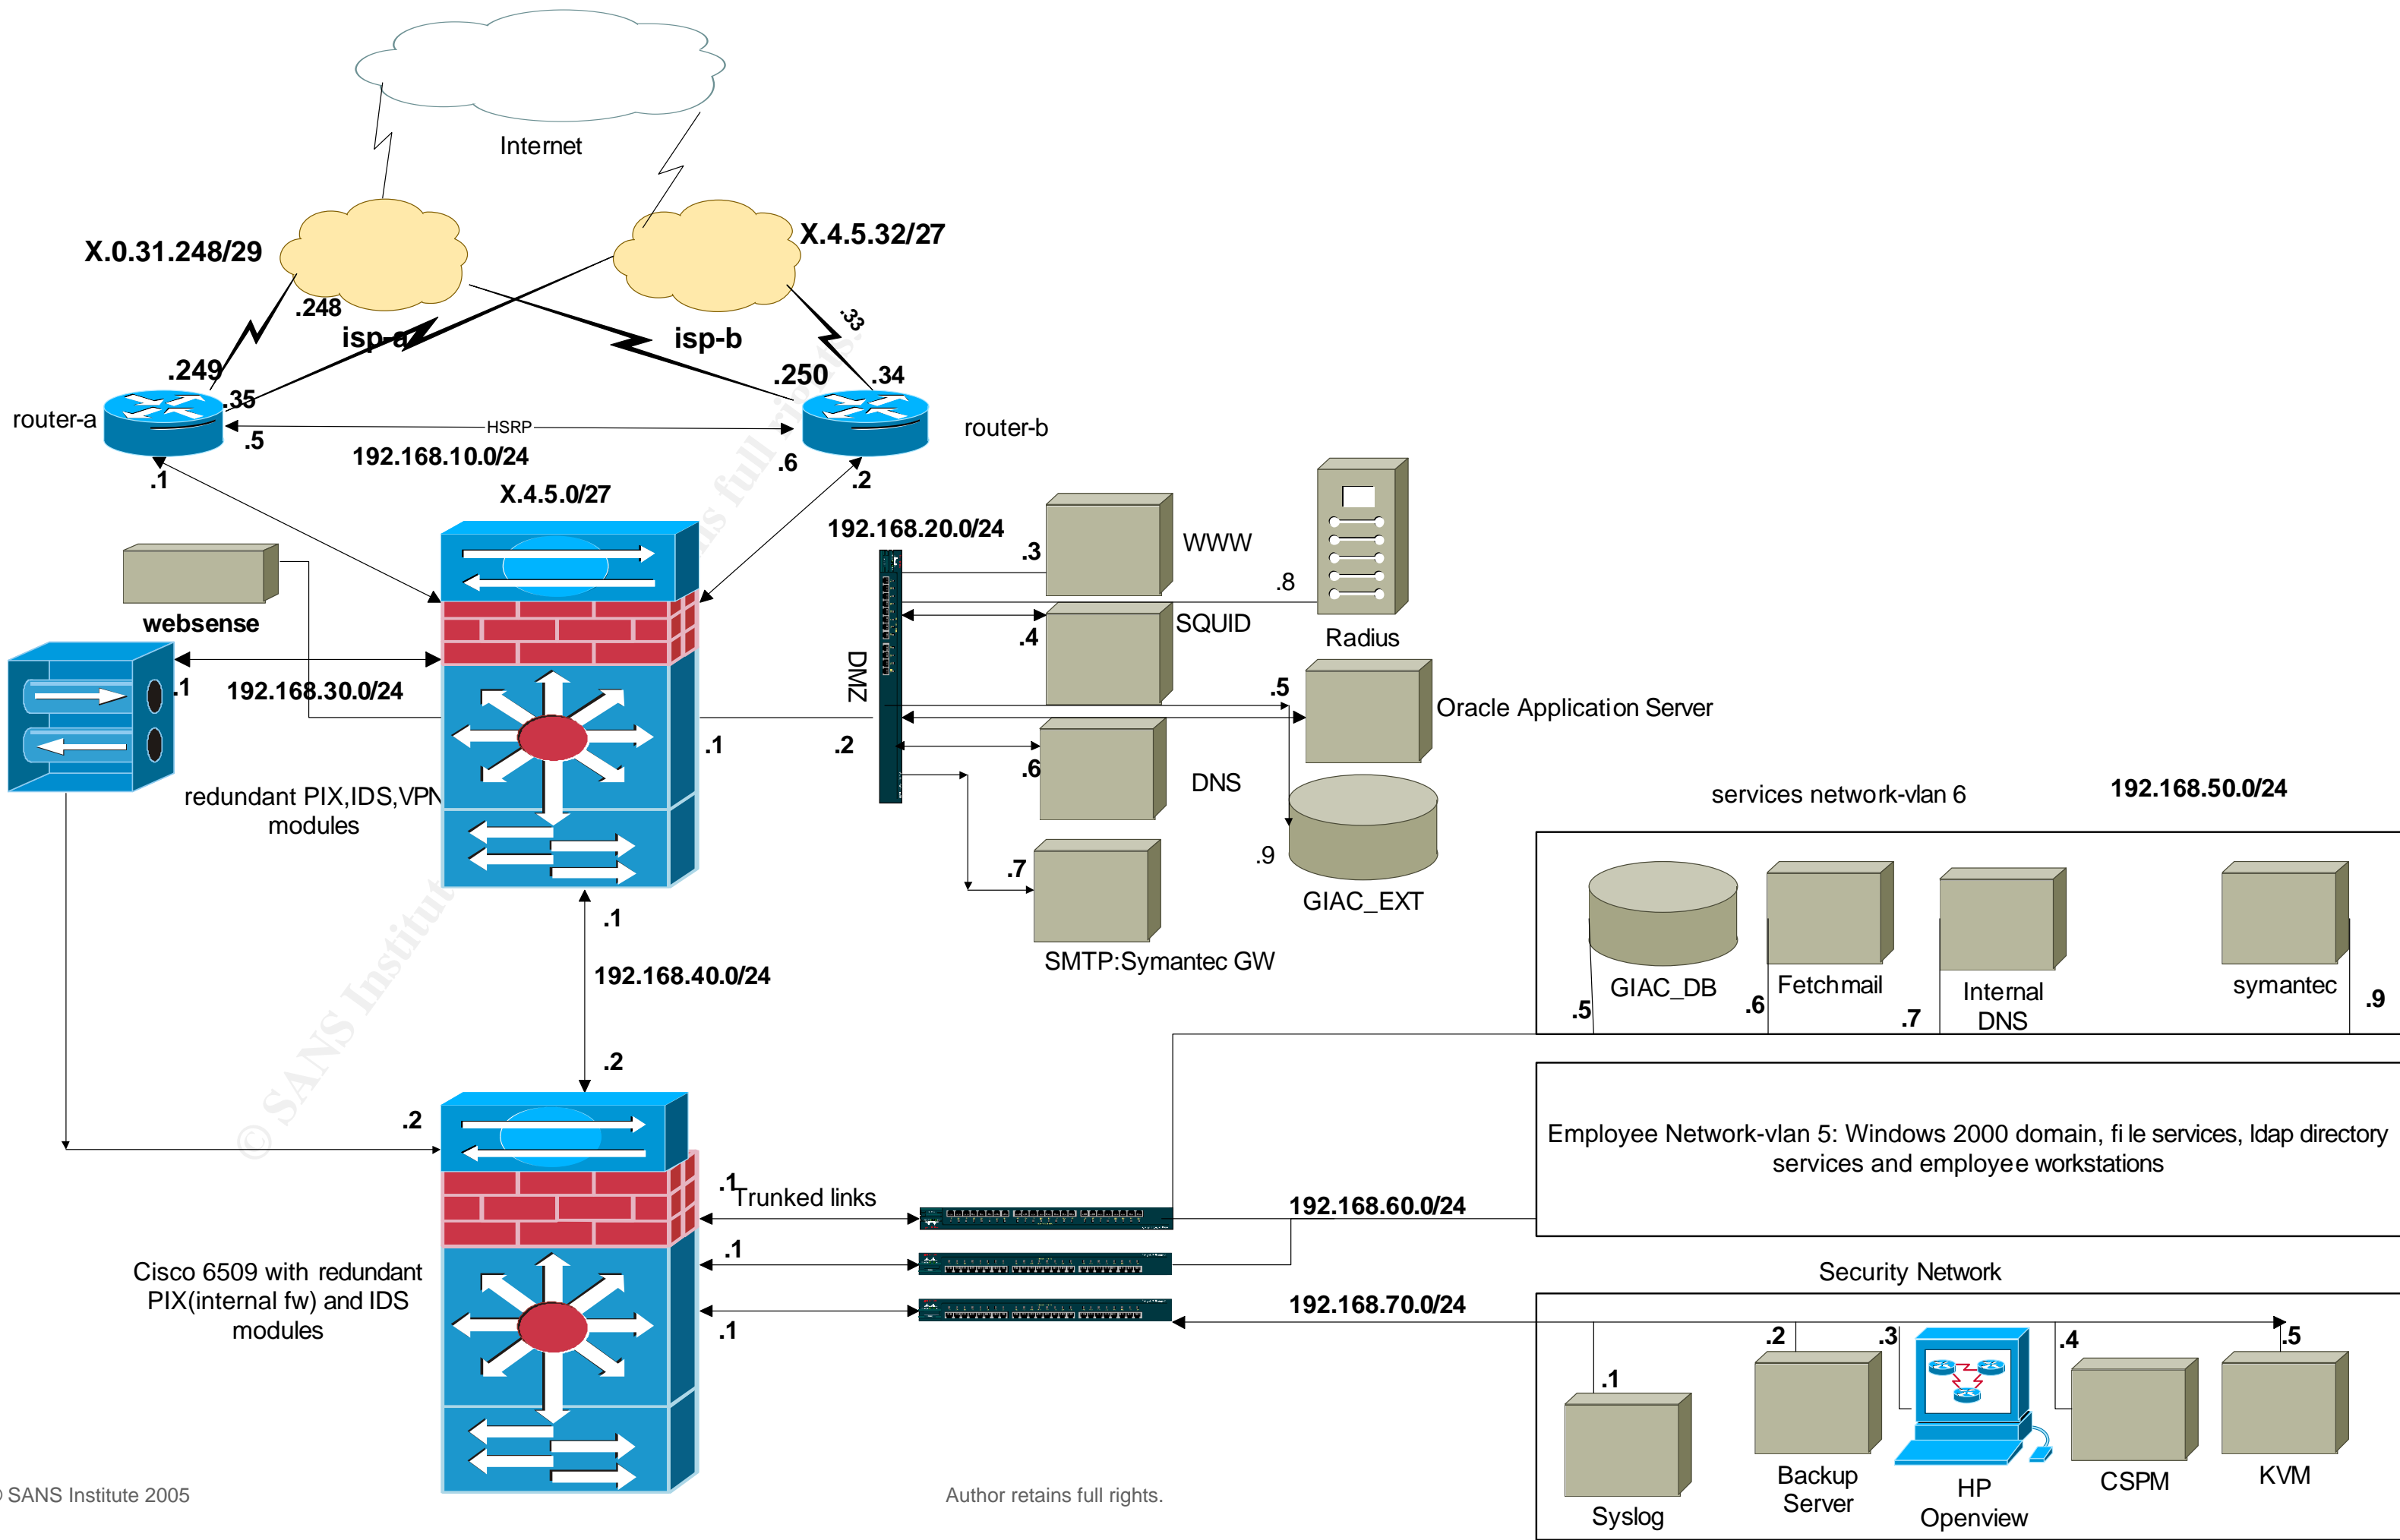 Internet
X.0.31.248/29
X.4.5.32/27
.248
isp-a
isp-b
.33
.249
.250
.34
.35
router-a
HSRP
router-b
.5
192.168.10.0/24
.6
.1
.2
X.4.5.0/27
192.168.20.0/24
.3
WWW
.8
websense
.4
SQUID
Radius
DMZ
.1
192.168.30.0/24
.5
Oracle Application Server
.1
.2
.6
DNS
redundant PIX,IDS,VPN
modules
services network-vlan 6
192.168.50.0/24
.7
.9
GIAC_EXT
.1
SMTP:Symantec GW
192.168.40.0/24
GIAC_DB
Fetchmail
Internal
DNS
symantec
.5
.6
.7
.9
.2
.2
Employee Network-vlan 5: Windows 2000 domain, file services, ldap directory
services and employee workstations
.1
Trunked links
192.168.60.0/24
.1
Cisco 6509 with redundant
PIX(internal fw) and IDS
modules
Security Network
192.168.70.0/24
.1
.1
.2
.3
.4
.5
Syslog
Backup
Server
HP
Openview
CSPM
KVM
© SANS Institute 2005
Author retains full rights.